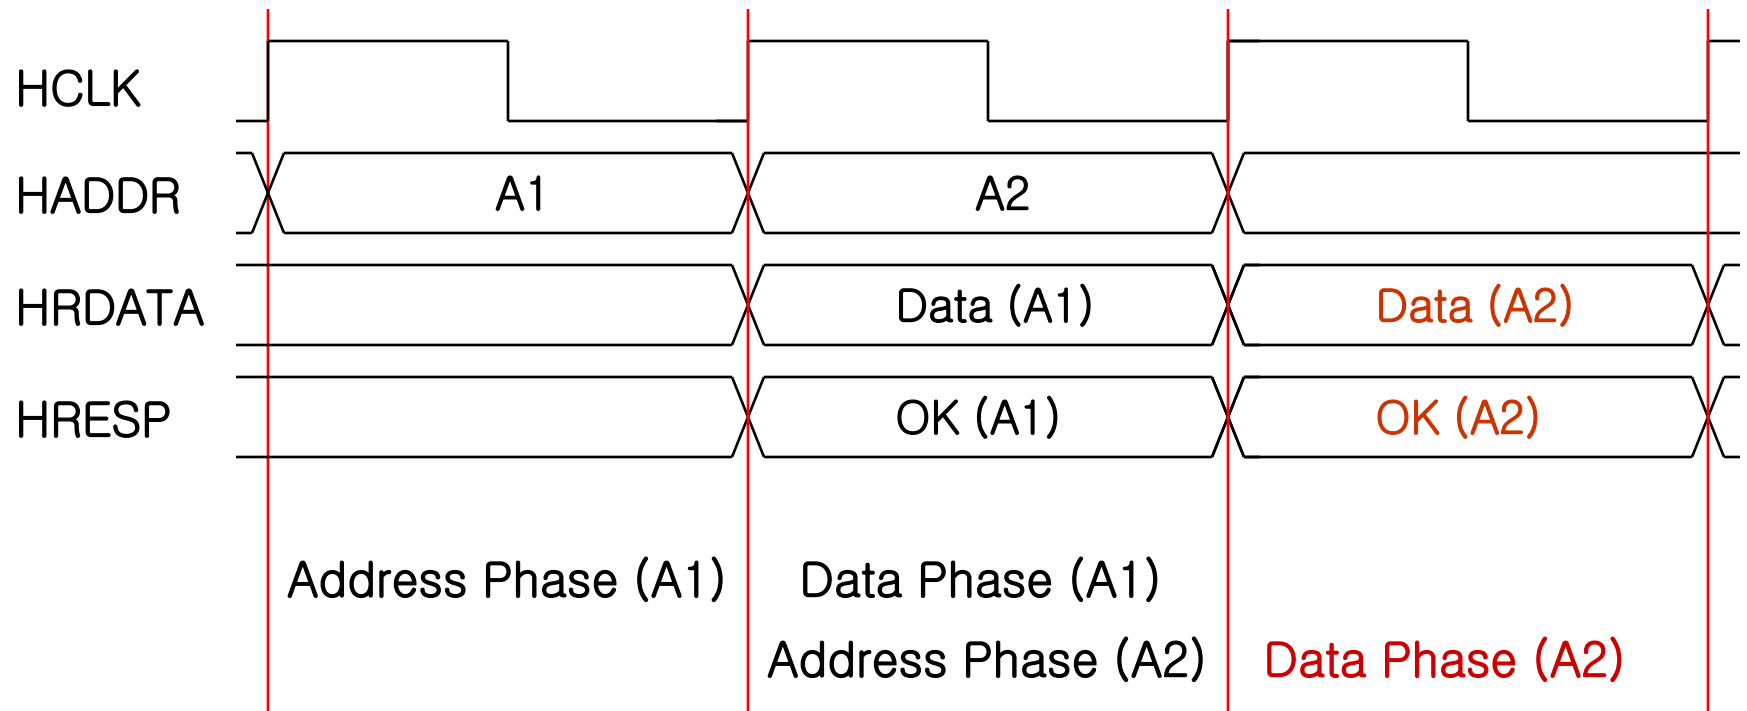 HCLK
HADDR A1 A2
HRDATA Data (A1) Data (A2)
HRESP OK (A1) OK (A2)
Address Phase (A1) Data Phase (A1)
Address Phase (A2) Data Phase (A2)